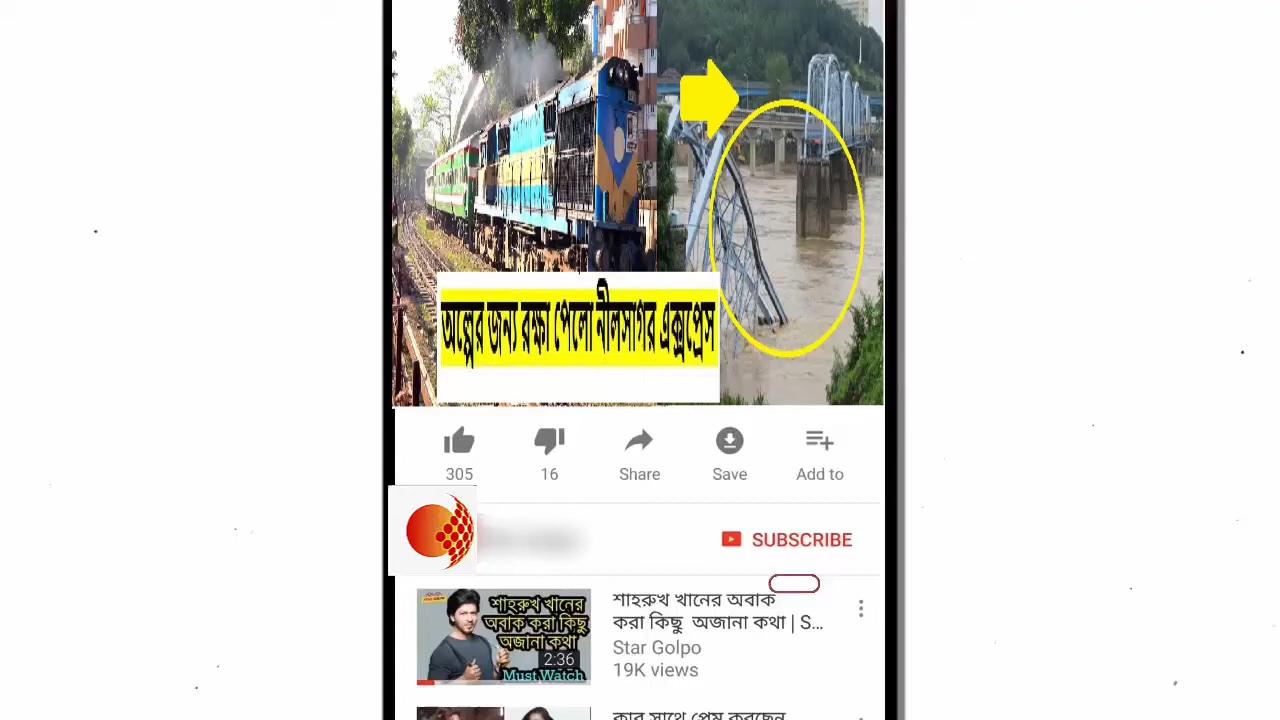 অল্পের জন্য রক্ষা পেলো নীলসাগর এক্সপ্রেস
305
16
Share
Save
Add to
SUBSCRIBE
শাহরুখ খানের
অবাক করা কিছু
অজানা কথা
2:36
Must Watch
শাহরুখ খানের অবাক
করা কিছু অজানা কথা | S...
Star Golpo
19K views
কার সাথে প্রেম করছেন